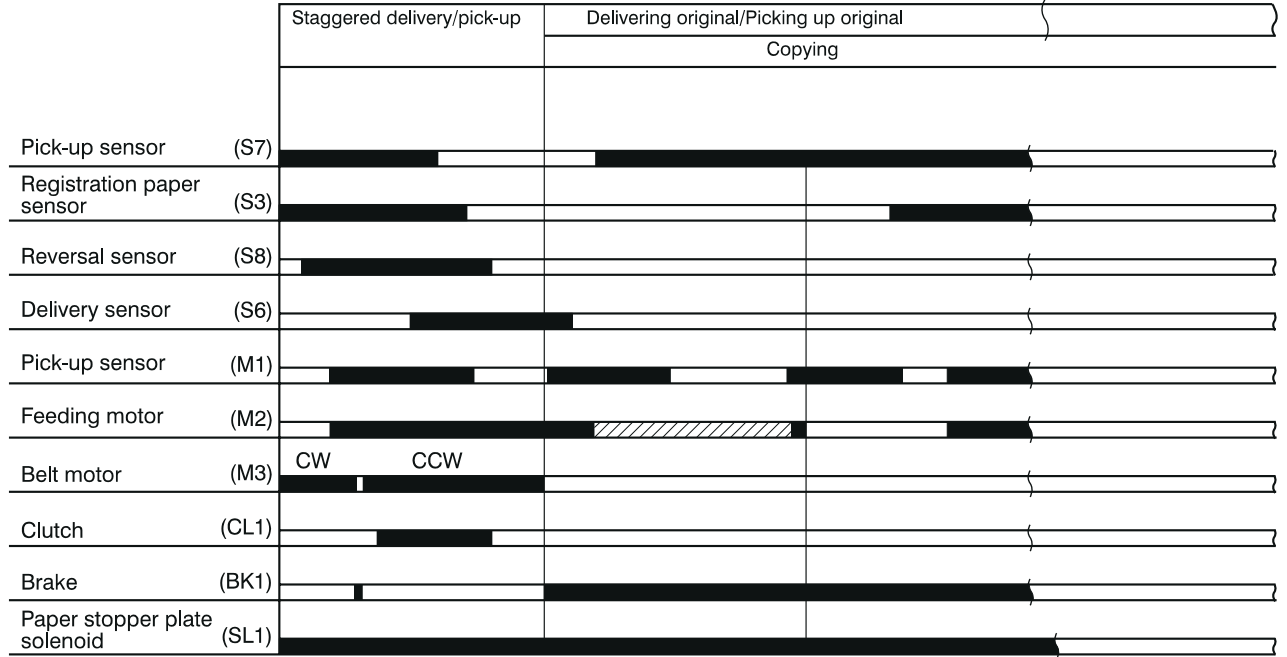 Staggered delivery/pick-up Delivering original/Picking up original
Copying
Pick-up sensor (S7)
Registration paper
sensor (S3)
Reversal sensor (S8)
Delivery sensor (S6)
Pick-up sensor (M1)
Feeding motor (M2)
CW CCW
Belt motor (M3)
Clutch (CL1)
Brake (BK1)
Paper stopper plate
solenoid (SL1)